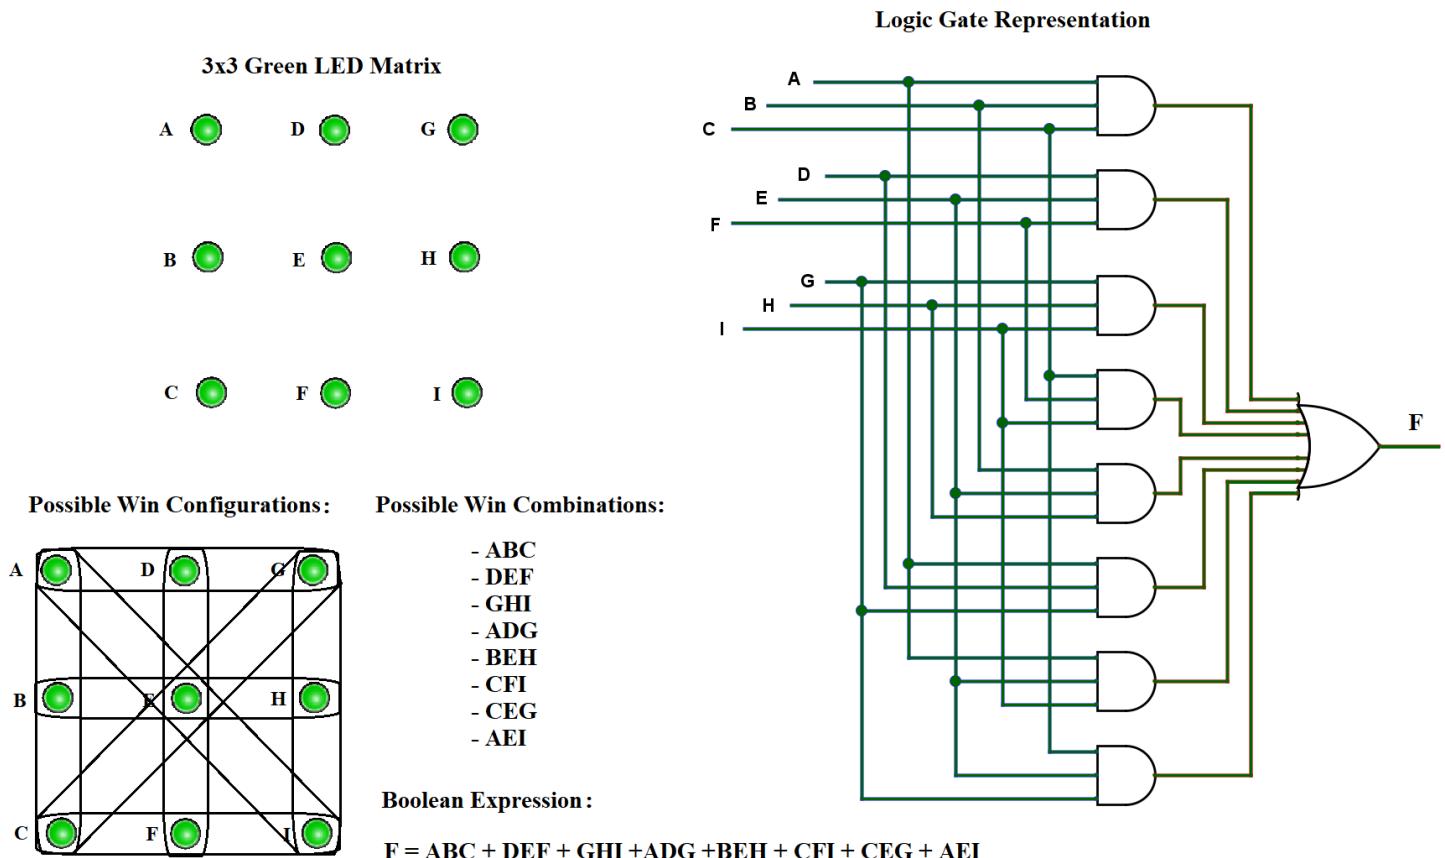 Logic Gate Representation
3x3 Green LED Matrix
A D G
B E H
C F I
Possible Win Configurations:
A D G
B E H
C F I
Possible Win Combinations:
- ABC
- DEF
- GHI
- ADG
- BEH
- CFI
- CEG
- AEI
Boolean Expression:
F = ABC + DEF + GHI +ADG +BEH + CFI + CEG + AEI
A
B
C
D
E
F
G
H
I
F